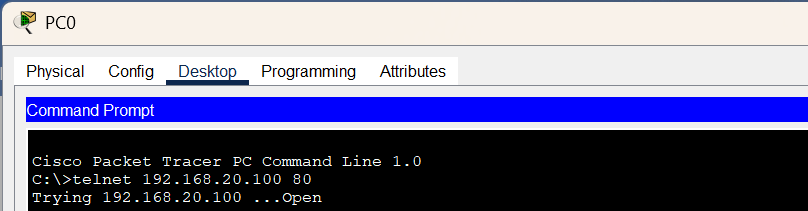 PC0
Physical Config Desktop Programming Attributes
Command Prompt
Cisco Packet Tracer PC Command Line 1.0
C:\>telnet 192.168.20.100 80
Trying 192.168.20.100 ...Open